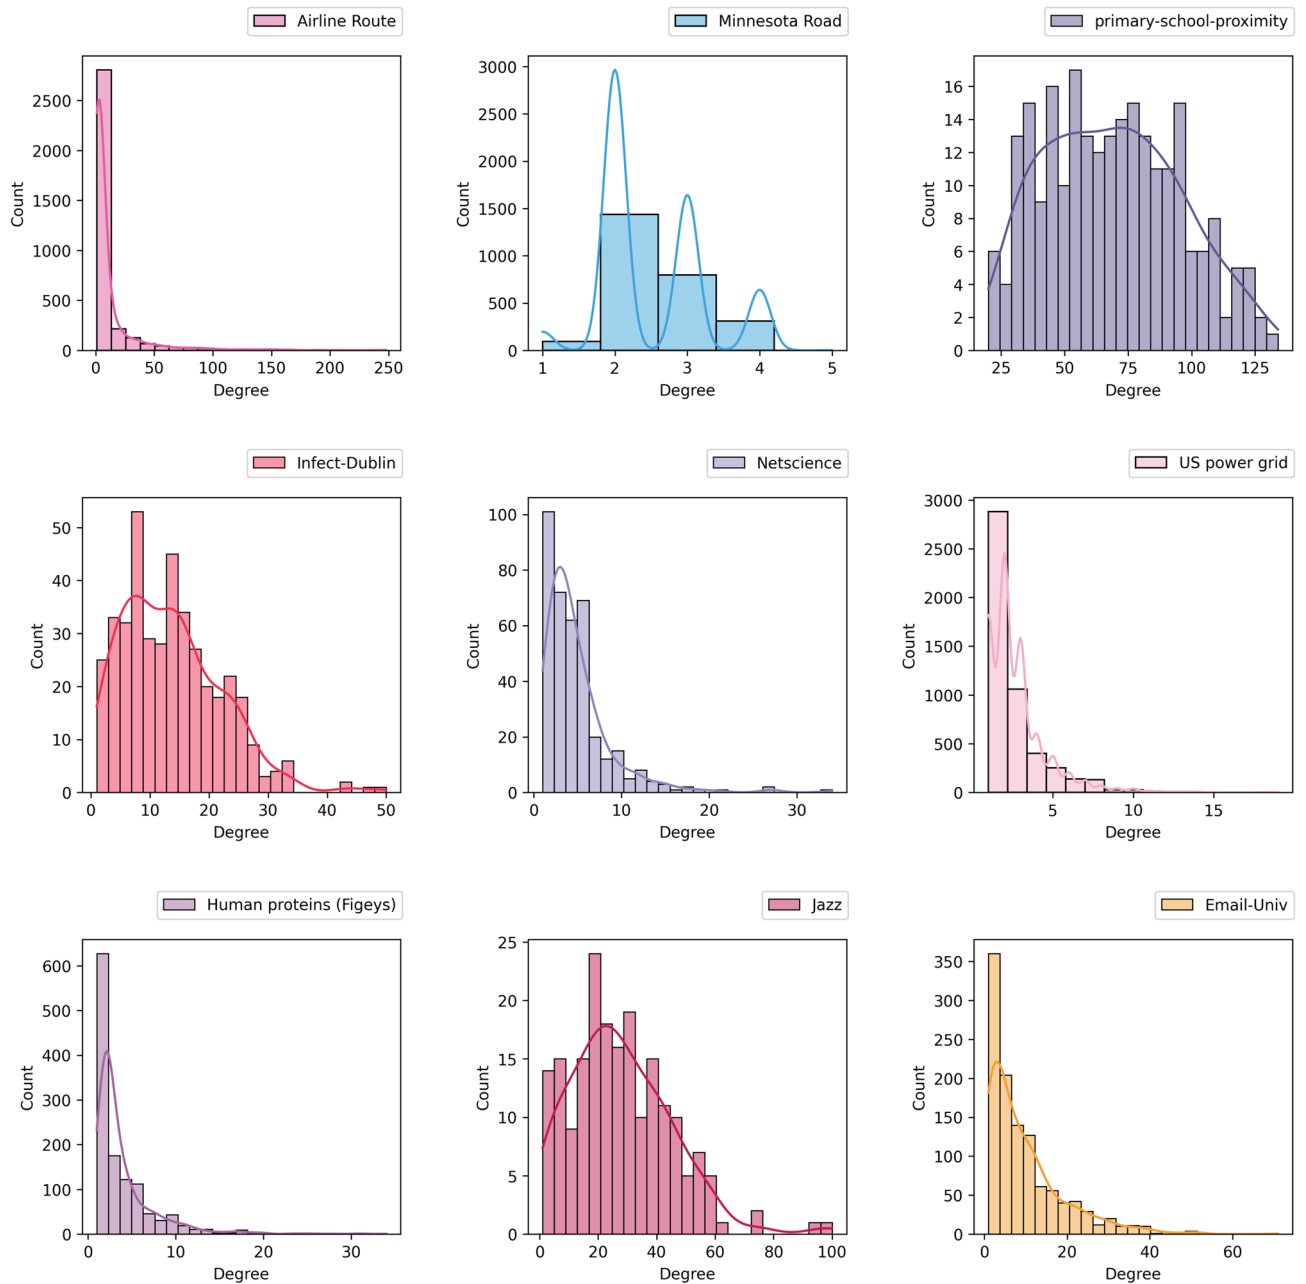 Airline Route
Minnesota Road
primary-school-proximity
Count
2500
2000
1500
1000
500
0
0 50 100 150 200 250
Degree
Count
3000
2500
2000
1500
1000
500
0
1 2 3 4 5
Degree
Count
16
14
12
10
8
6
4
2
0
25 50 75 100 125
Degree
Infect-Dublin
Netscience
US power grid
Count
50
40
30
20
10
0
0 10 20 30 40 50
Degree
Count
100
80
60
40
20
0
0 10 20 30
Degree
Count
3000
2500
2000
1500
1000
500
0
5 10 15
Degree
Human proteins (Figeys)
Jazz
Email-Univ
Count
600
500
400
300
200
100
0
0 10 20 30
Degree
Count
25
20
15
10
5
0
0 20 40 60 80 100
Degree
Count
350
300
250
200
150
100
50
0
0 20 40 60
Degree